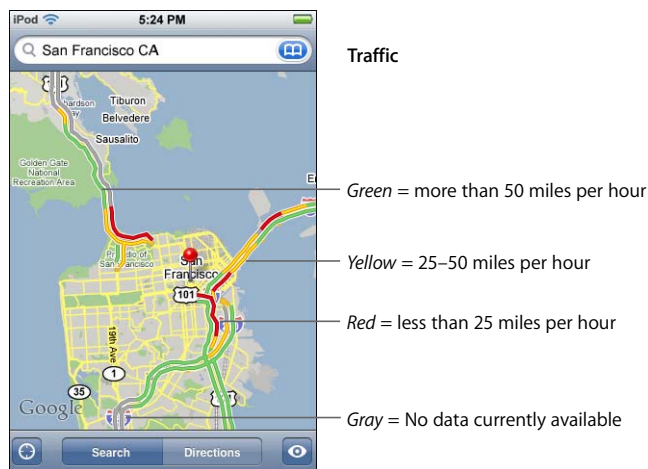 iPod 5:24 PM
San Francisco CA
Traffic
Tiburon
Belvedere
Sausalito
Golden Gate
National
Recreation Area
Green = more than 50 miles per hour
Yellow = 25–50 miles per hour
San
Francisco
101
Red = less than 25 miles per hour
19th Ave
1
35
Google
Gray = No data currently available
Search Directions